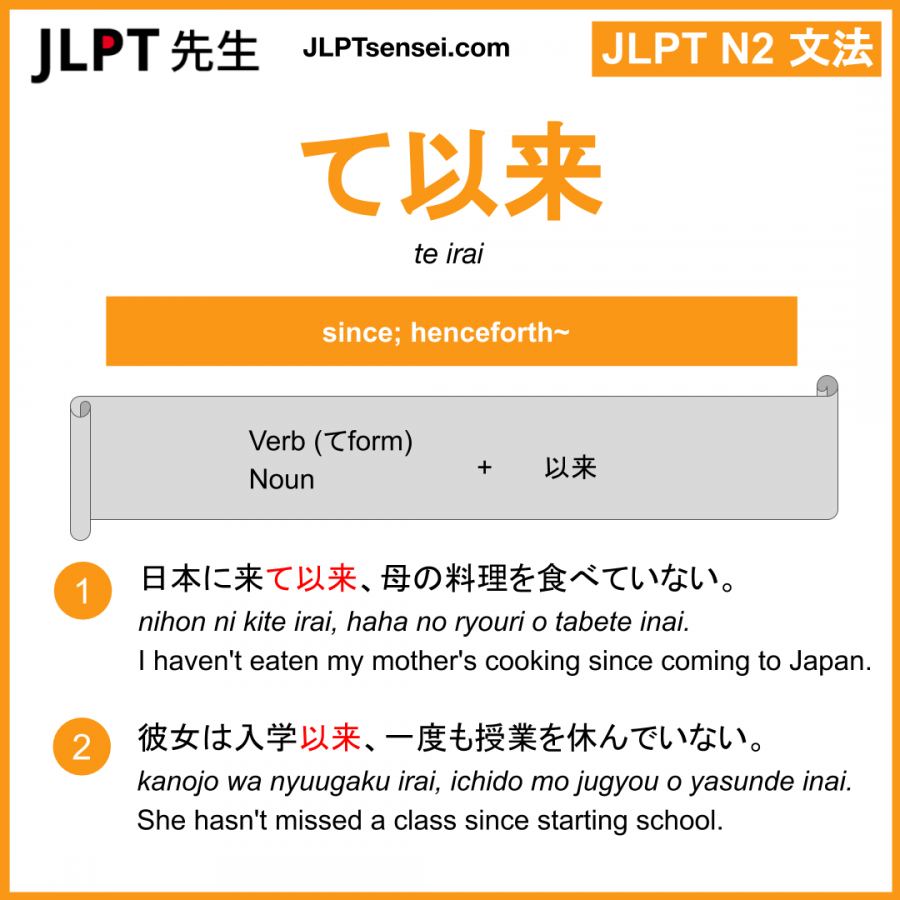 JLPT 先生
JLPTsensei.com
JLPT N2 文法
て以来
te irai
since; henceforth~
Verb (てform)
Noun
+ 以来
1
日本に来て以来、母の料理を食べていない。
nihon ni kite irai, haha no ryouri o tabete inai.
I haven't eaten my mother's cooking since coming to Japan.
2
彼女は入学以来、一度も授業を休んでいない。
kanojo wa nyuugaku irai, ichido mo jugyou o yasunde inai.
She hasn't missed a class since starting school.